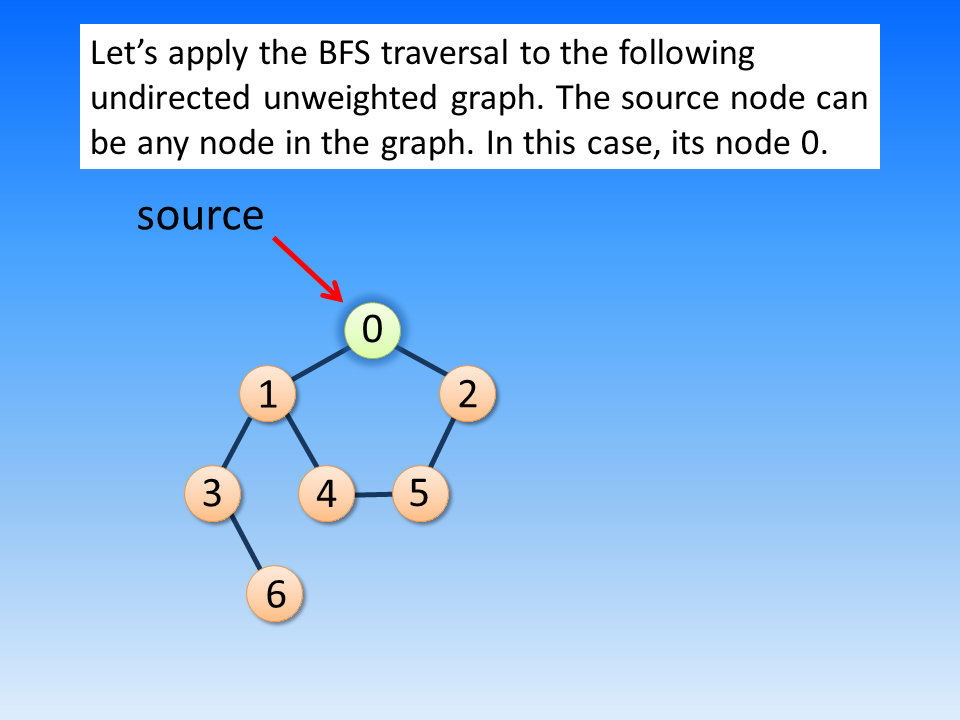 Let’s apply the BFS traversal to the following
undirected unweighted graph. The source node can
be any node in the graph. In this case, its node 0.
source
0
1 2
3 4 5
6